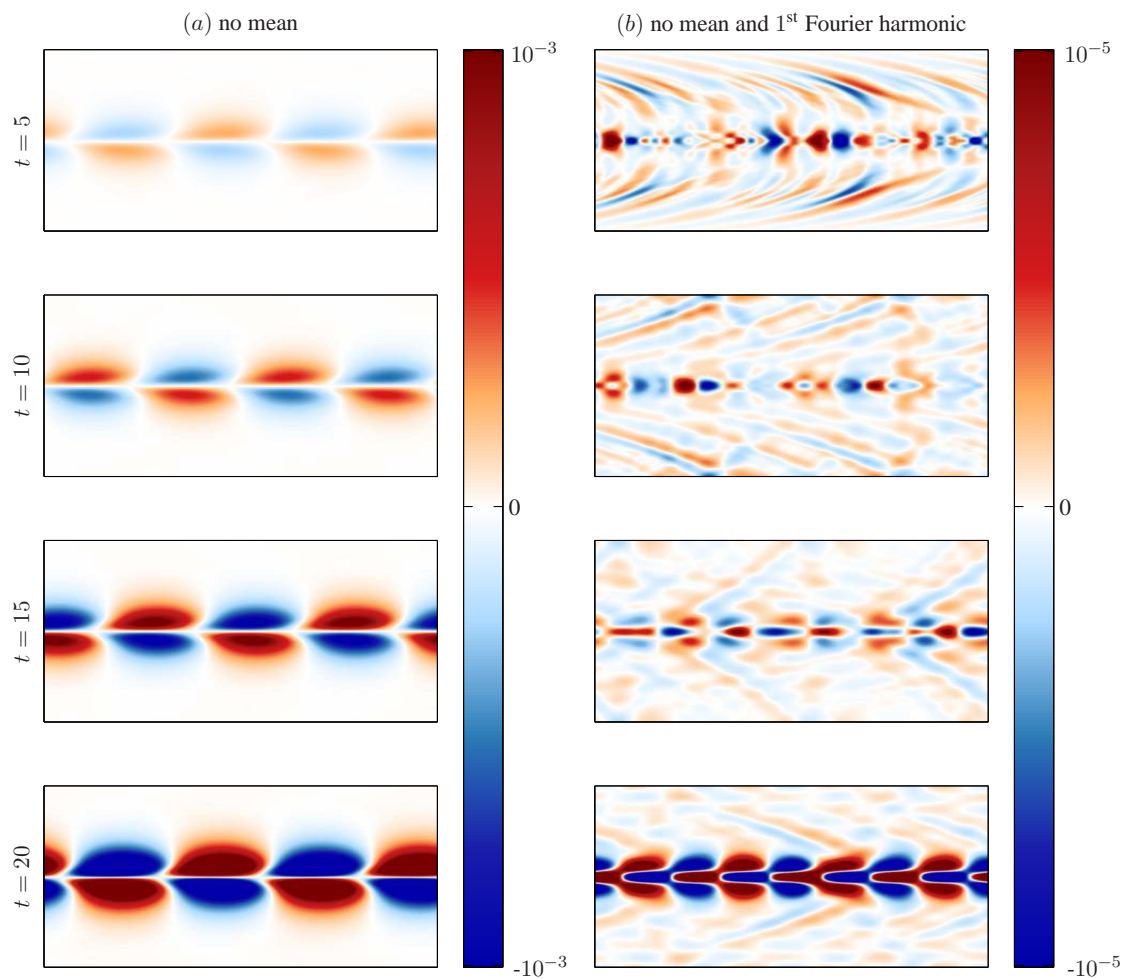 (a) no mean
(b) no mean and 1st Fourier harmonic
10-3
10-5
t = 5
t = 10
0
0
t = 15
t = 20
-10-3
-10-5